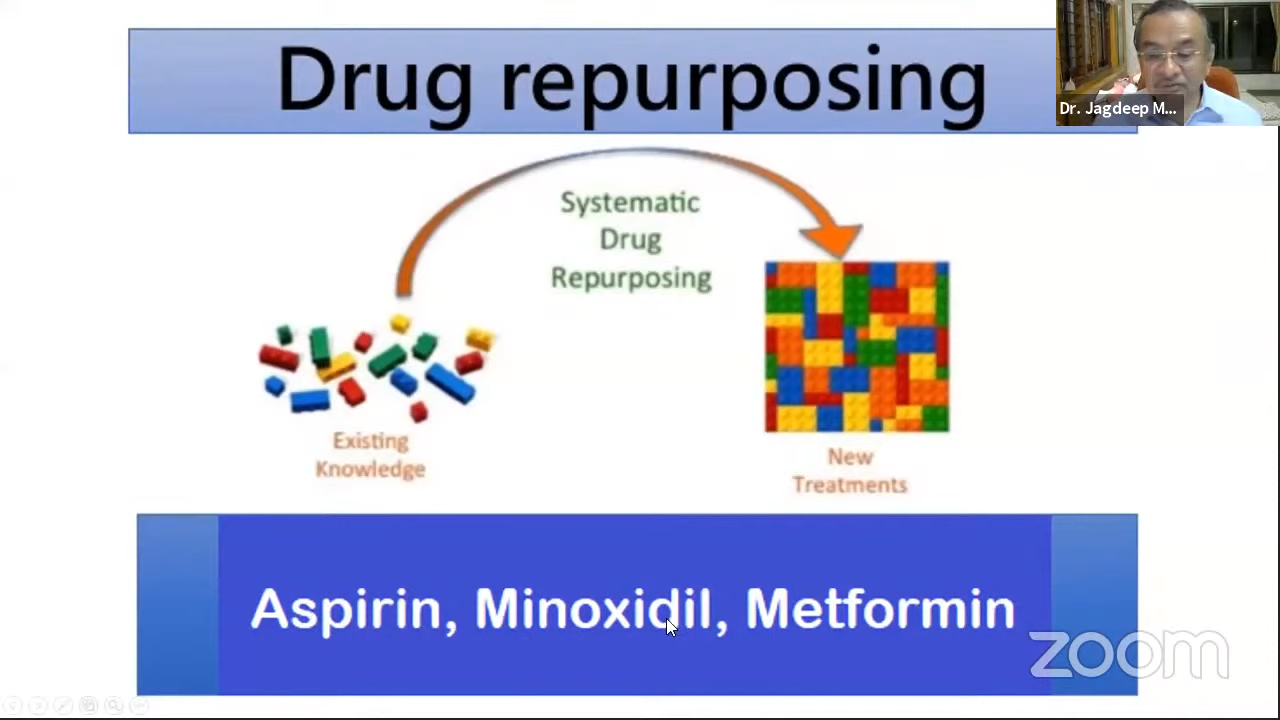 Drug repurposing
Dr. Jagdeep M...
Systematic
Drug
Repurposing
Existing
Knowledge
New
Treatments
Aspirin, Minoxidil, Metformin
zoom